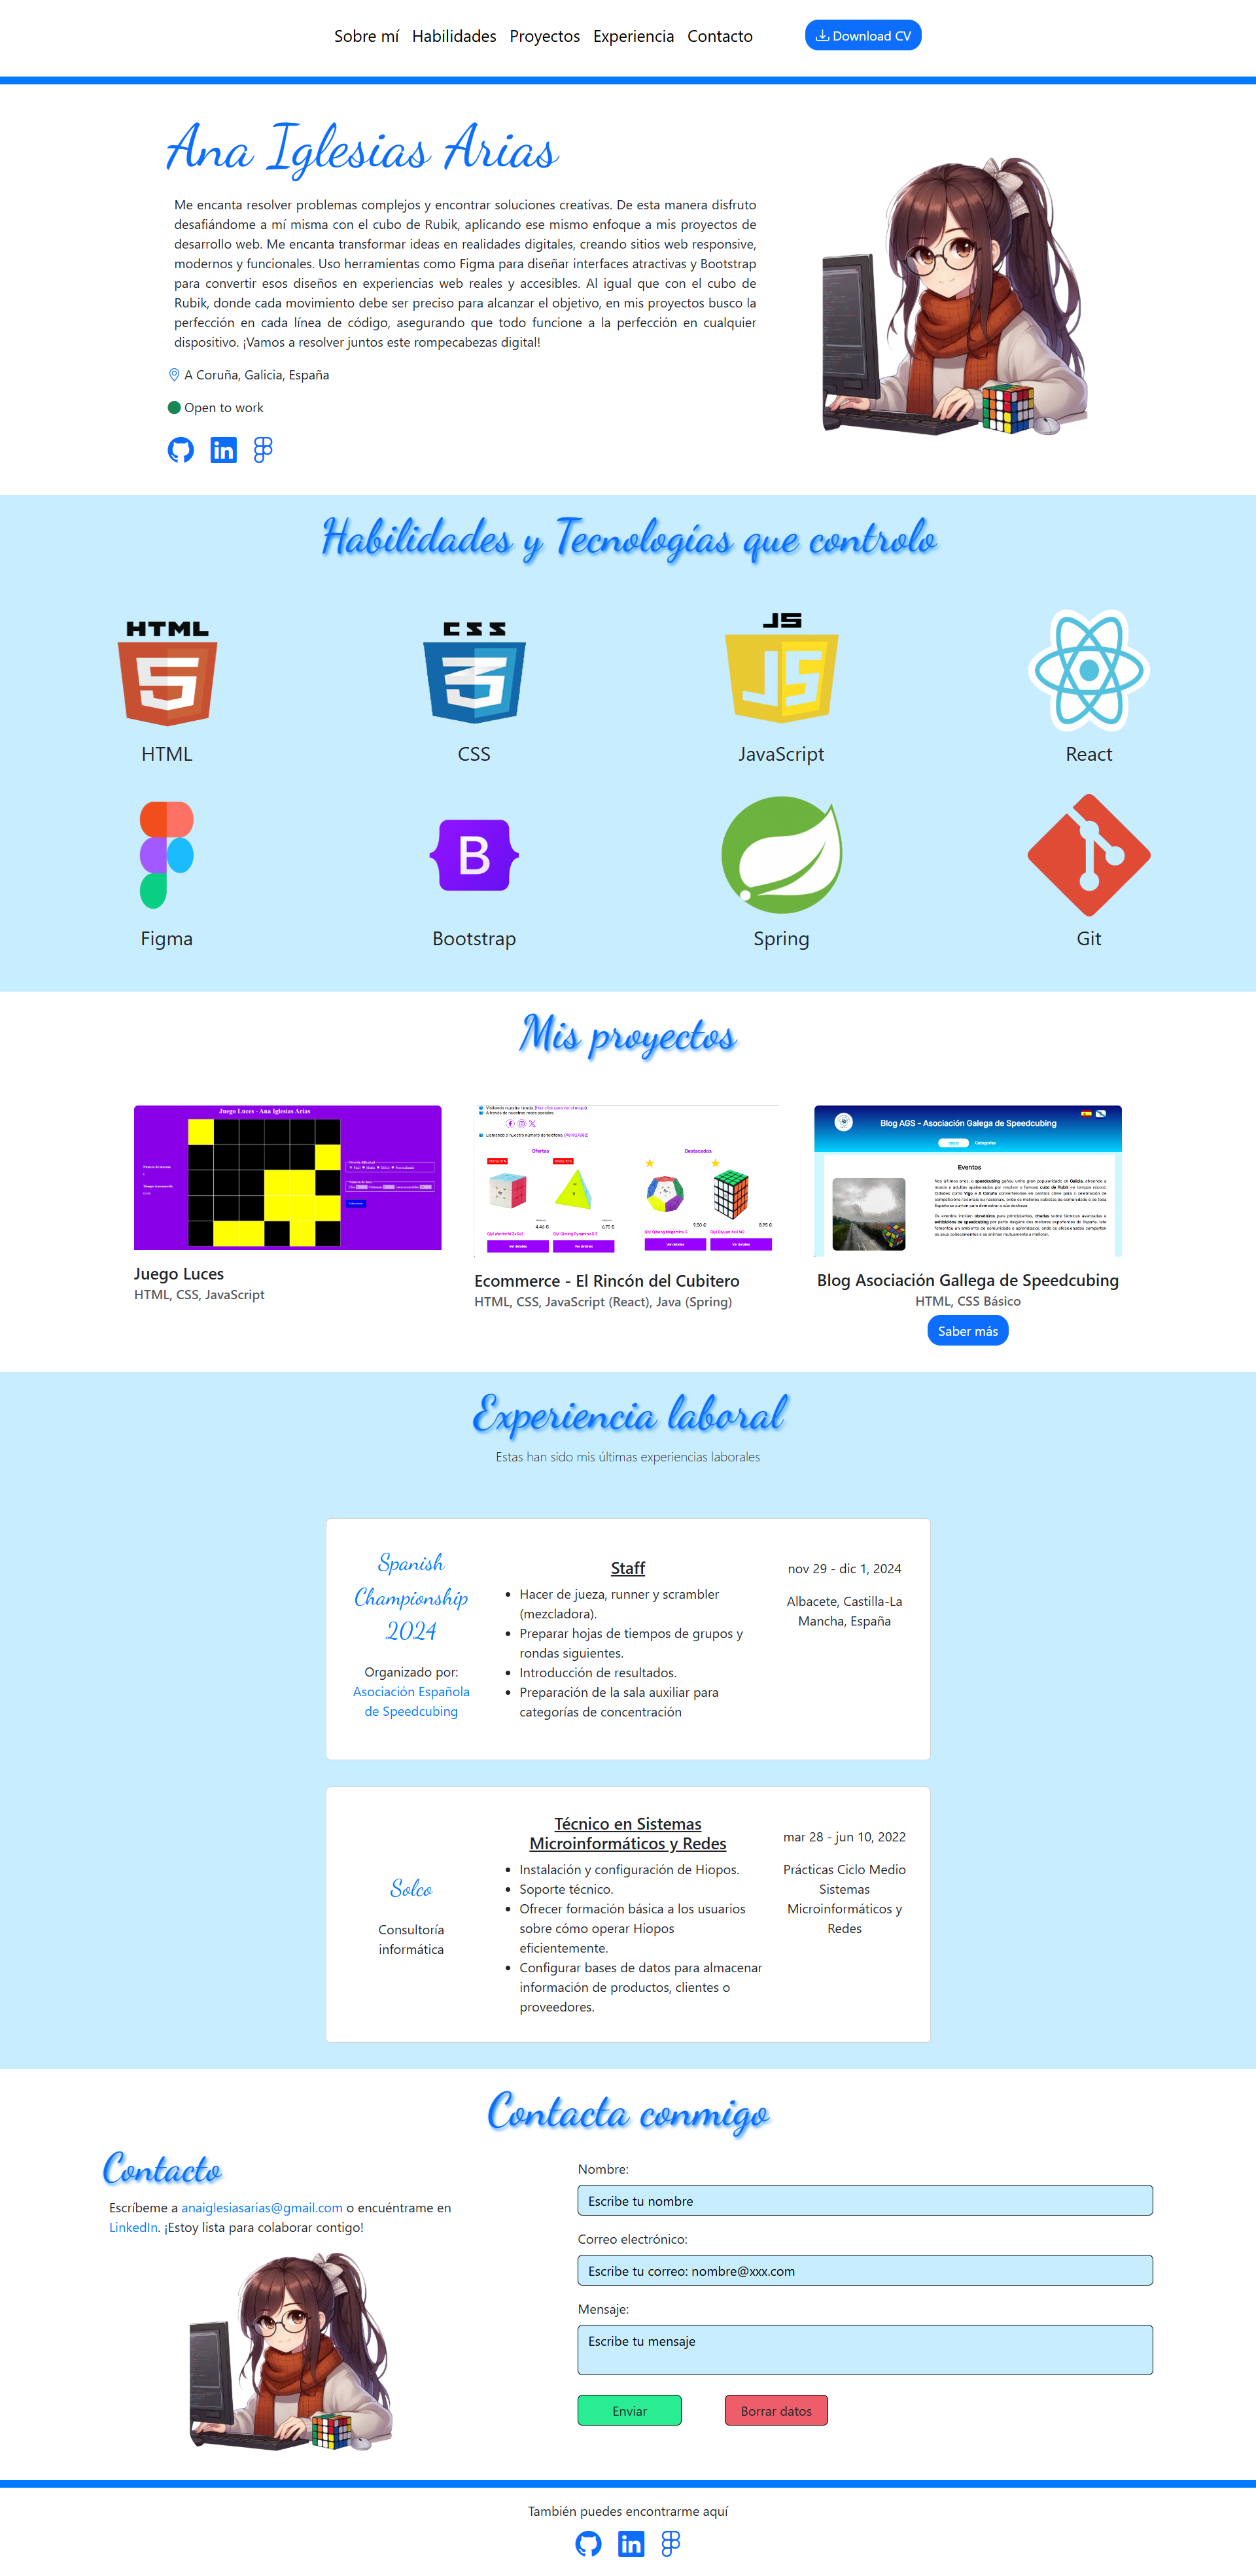 Sobre mí Habilidades Proyectos Experiencia Contacto Download CV
Ana Iglesias Arias
Me encanta resolver problemas complejos y encontrar soluciones creativas. De esta manera disfruto
desafiándome a mí misma con el cubo de Rubik, aplicando ese mismo enfoque a mis proyectos de
desarrollo web. Me encanta transformar ideas en realidades digitales, creando sitios web responsive,
modernos y funcionales. Uso herramientas como Figma para diseñar interfaces atractivas y Bootstrap
para convertir esos diseños en experiencias web reales y accesibles. Al igual que con el cubo de
Rubik, donde cada movimiento debe ser preciso para alcanzar el objetivo, en mis proyectos busco la
perfección en cada línea de código, asegurando que todo funcione a la perfección en cualquier
dispositivo. ¡Vamos a resolver juntos este rompecabezas digital!
A Coruña, Galicia, España
Open to work
Habilidades y Tecnologías que controlo
HTML
CSS
JS
HTML
CSS
JavaScript
React
Figma
Bootstrap
Spring
Git
Mis proyectos
Juego Luces - Ana Iglesias Arias
Juego Luces
HTML, CSS, JavaScript
Ofertas
Destacados
Ecommerce - El Rincón del Cubitero
HTML, CSS, JavaScript (React), Java (Spring)
Blog AGS - Asociación Galega de Speedcubing
Eventos
Blog Asociación Gallega de Speedcubing
HTML, CSS Básico
Saber más
Experiencia laboral
Estas han sido mis últimas experiencias laborales
Spanish
Championship
2024
Organizado por:
Asociación Española
de Speedcubing
Staff
Hacer de jueza, runner y scrambler
(mezcladora).
Preparar hojas de tiempos de grupos y
rondas siguientes.
Introducción de resultados.
Preparación de la sala auxiliar para
categorías de concentración
nov 29 - dic 1, 2024
Albacete, Castilla-La
Mancha, España
Solco
Consultoría
informática
Técnico en Sistemas
Microinformáticos y Redes
Instalación y configuración de Hiopos.
Soporte técnico.
Ofrecer formación básica a los usuarios
sobre cómo operar Hiopos
eficientemente.
Configurar bases de datos para almacenar
información de productos, clientes o
proveedores.
mar 28 - jun 10, 2022
Prácticas Ciclo Medio
Sistemas
Microinformáticos y
Redes
Contacta conmigo
Contacto
Escríbeme a anaiglesiasarias@gmail.com o encuéntrame en
LinkedIn. ¡Estoy lista para colaborar contigo!
Nombre:
Escribe tu nombre
Correo electrónico:
Escribe tu correo: nombre@xxx.com
Mensaje:
Escribe tu mensaje
Enviar
Borrar datos
También puedes encontrarme aquí